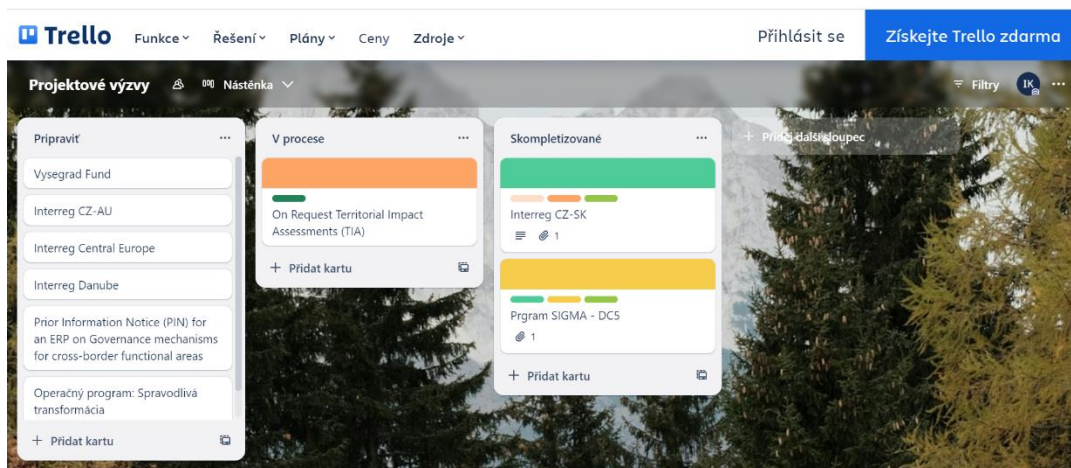 Trello Funkce Řešení Plány Ceny Zdroje Přihlásit se Získejte Trello zdarma
Projektové výzvy Nástěnka Filtry IK
Pripraviť
Vysegrad Fund
Interreg CZ-AU
Interreg Central Europe
Interreg Danube
Prior Information Notice (PIN) for
an ERP on Governance mechanisms
for cross-border functional areas
Operačný program: Spravodlivá
transformácia
+ Přidat kartu
V procese
On Request Territorial Impact
Assessments (TIA)
+ Přidat kartu
Skompletizované
Interreg CZ-SK
1
Prgram SIGMA - DC5
1
+ Přidat kartu
+ Přidej další sloupec